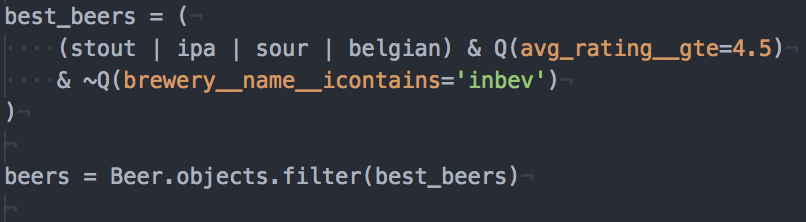 best_beers = (
    (stout | ipa | sour | belgian) & Q(avg_rating__gte=4.5)
    & ~Q(brewery__name__icontains='inbev')
)

beers = Beer.objects.filter(best_beers)